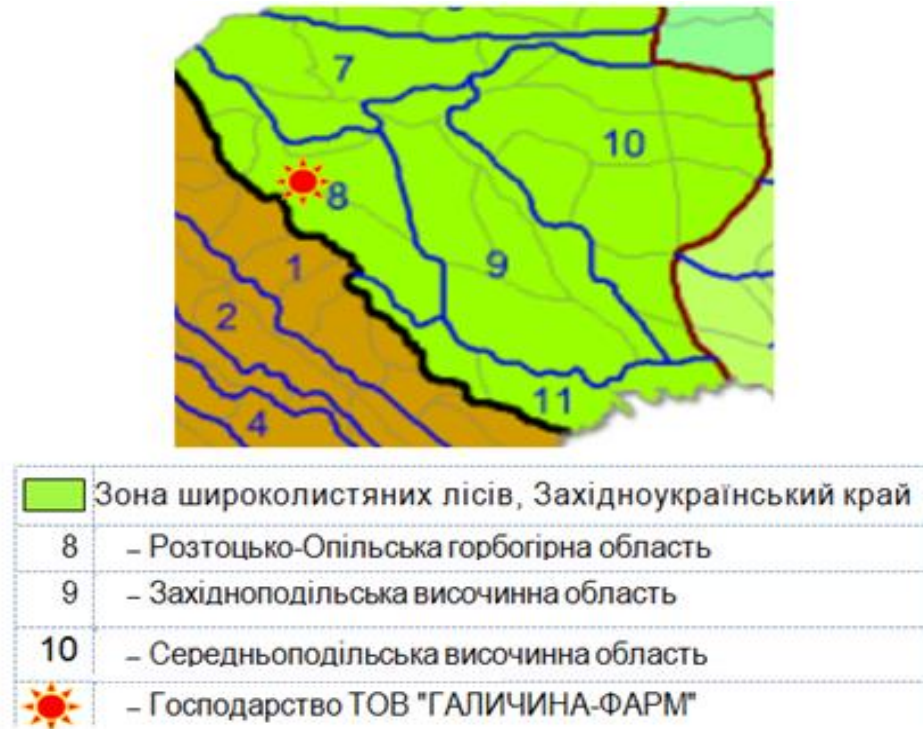 7
10
8
9
1
2
11
4
Зона широколистяних лісів, Західноукраїнський край
8 – Розтоцько-Опільська горбогірна область
9 – Західноподільська височинна область
10 – Середньоподільська височинна область
– Господарство ТОВ "ГАЛИЧИНА-ФАРМ"